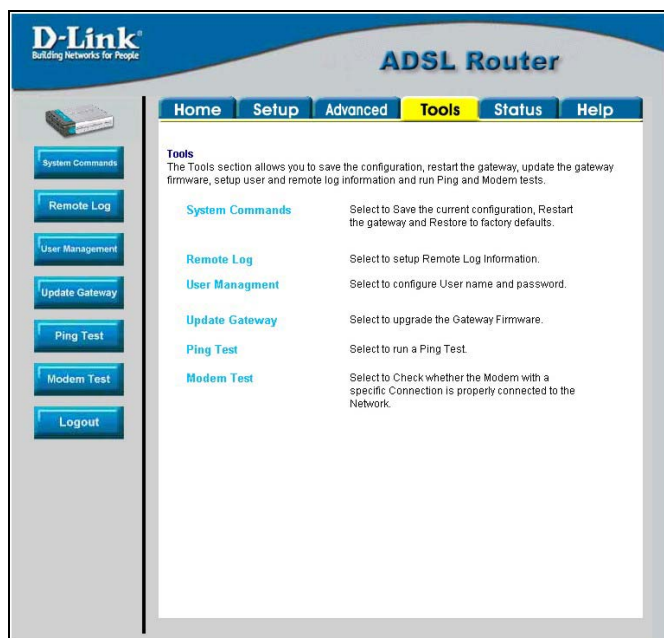 D-Link
Building Networks for People
ADSL Router
Home Setup Advanced Tools Status Help
System Commands
Remote Log
User Management
Update Gateway
Ping Test
Modem Test
Logout
Tools
The Tools section allows you to save the configuration, restart the gateway, update the gateway
firmware, setup user and remote log information and run Ping and Modem tests.
System Commands Select to Save the current configuration, Restart
the gateway and Restore to factory defaults.
Remote Log Select to setup Remote Log Information.
User Managment Select to configure User name and password.
Update Gateway Select to upgrade the Gateway Firmware.
Ping Test Select to run a Ping Test.
Modem Test Select to Check whether the Modem with a
specific Connection is properly connected to the
Network.